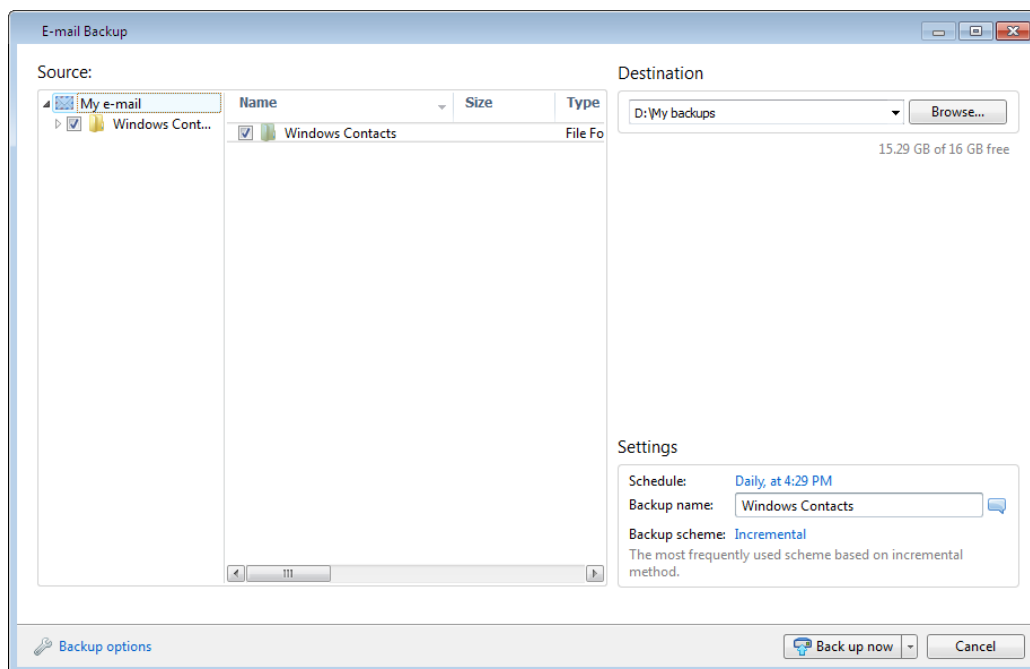 E-mail Backup
Source:
My e-mail
Windows Cont...
Name Size Type
Windows Contacts File Fo
Destination
D:\My backups Browse...
15.29 GB of 16 GB free
Settings
Schedule: Daily, at 4:29 PM
Backup name: Windows Contacts
Backup scheme: Incremental
The most frequently used scheme based on incremental
method.
Backup options Back up now Cancel